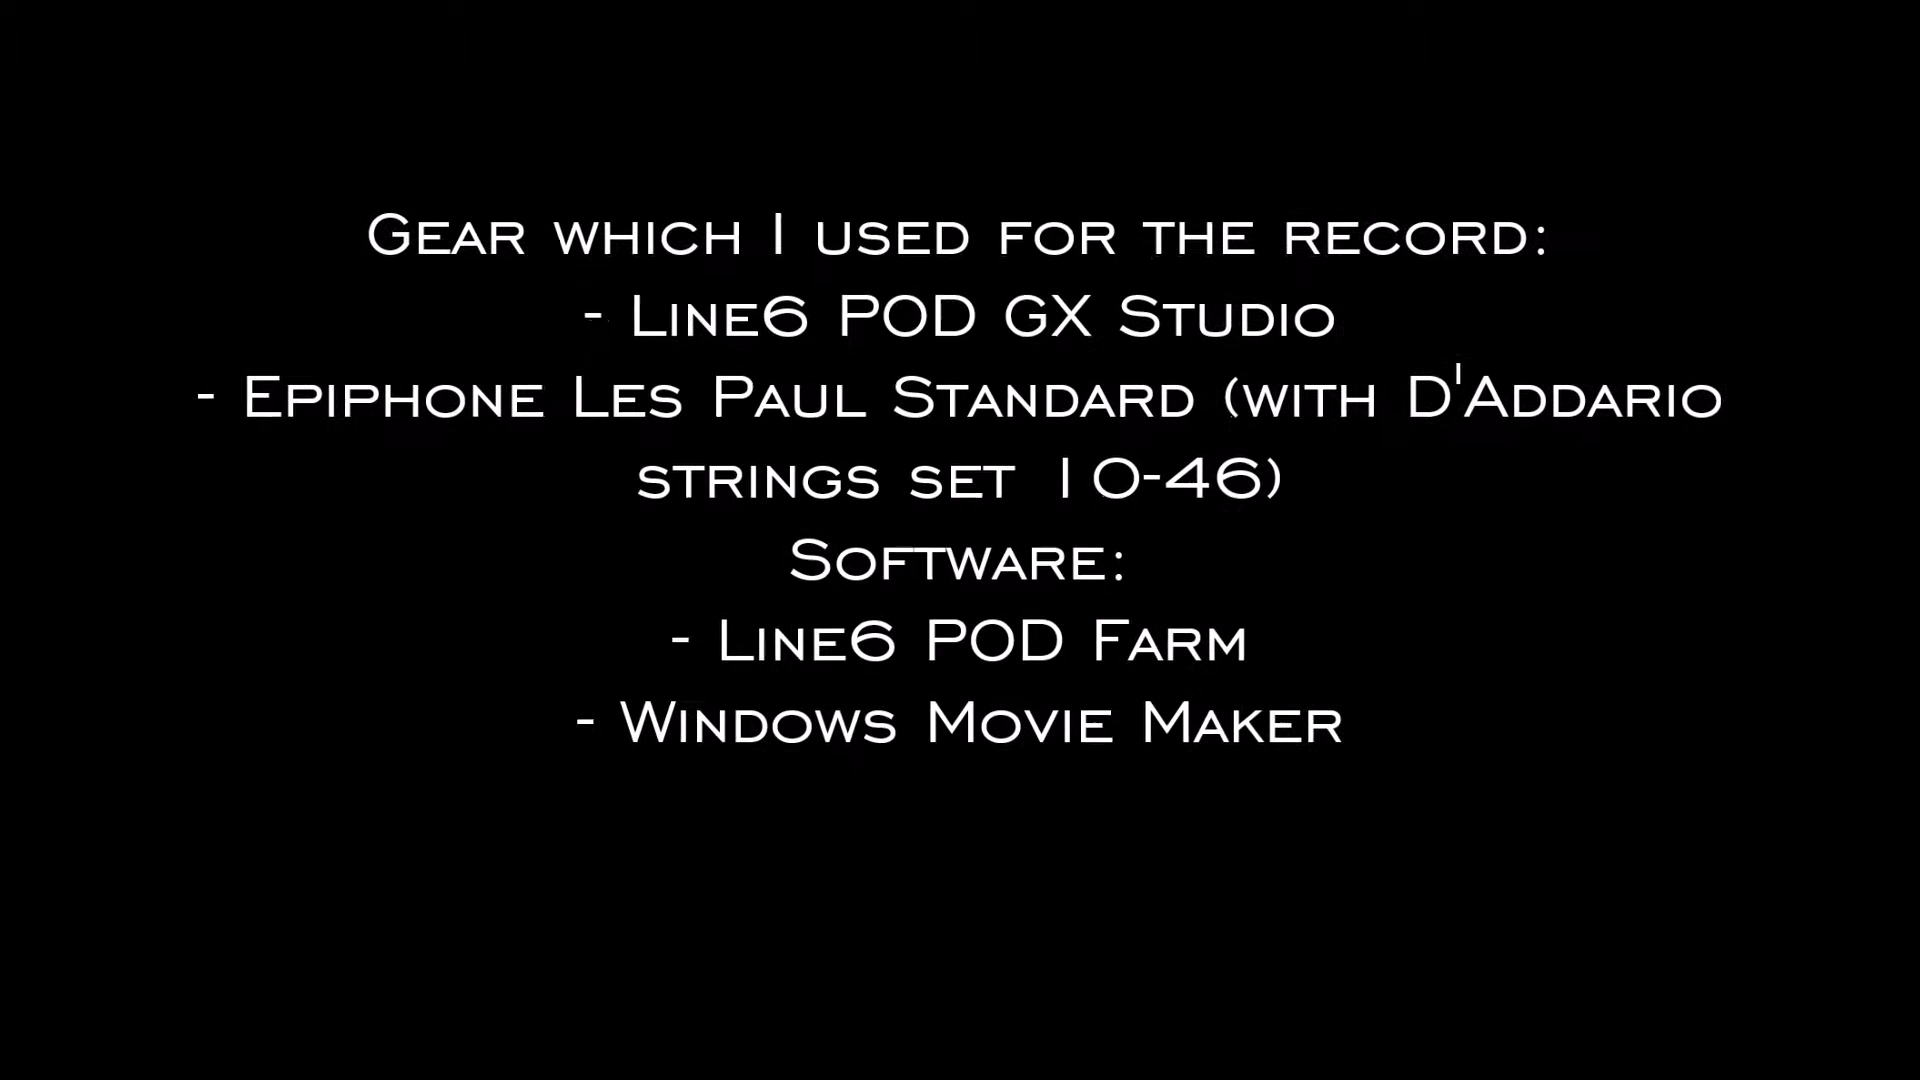 Gear which I used for the record:
- Line6 POD GX Studio
- Epiphone Les Paul Standard (with D'Addario
strings set 10-46)
Software:
- Line6 POD Farm
- Windows Movie Maker